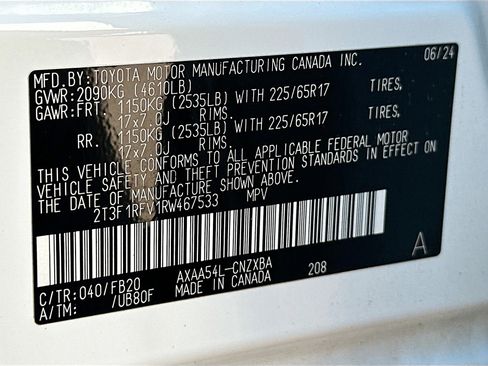 MFD.BY:TOYOTA MOTOR MANUFACTURING CANADA INC. 06/24
GVWR:2090KG (4610LB)
GAWR:FRT. 1150KG (2535LB) WITH 225/65R17 TIRES,
17x7.0J RIMS.
RR. 1150KG (2535LB) WITH 225/65R17 TIRES,
17x7.0J RIMS.
THIS VEHICLE CONFORMS TO ALL APPLICABLE FEDERAL MOTOR
VEHICLE SAFETY AND THEFT PREVENTION STANDARDS IN EFFECT ON
THE DATE OF MANUFACTURE SHOWN ABOVE.
2T3F1RFV1RW467533 MPV
C/TR:040/FB20 AXAA54L-CNZXBA A
A/TM: /UB80F MADE IN CANADA 208